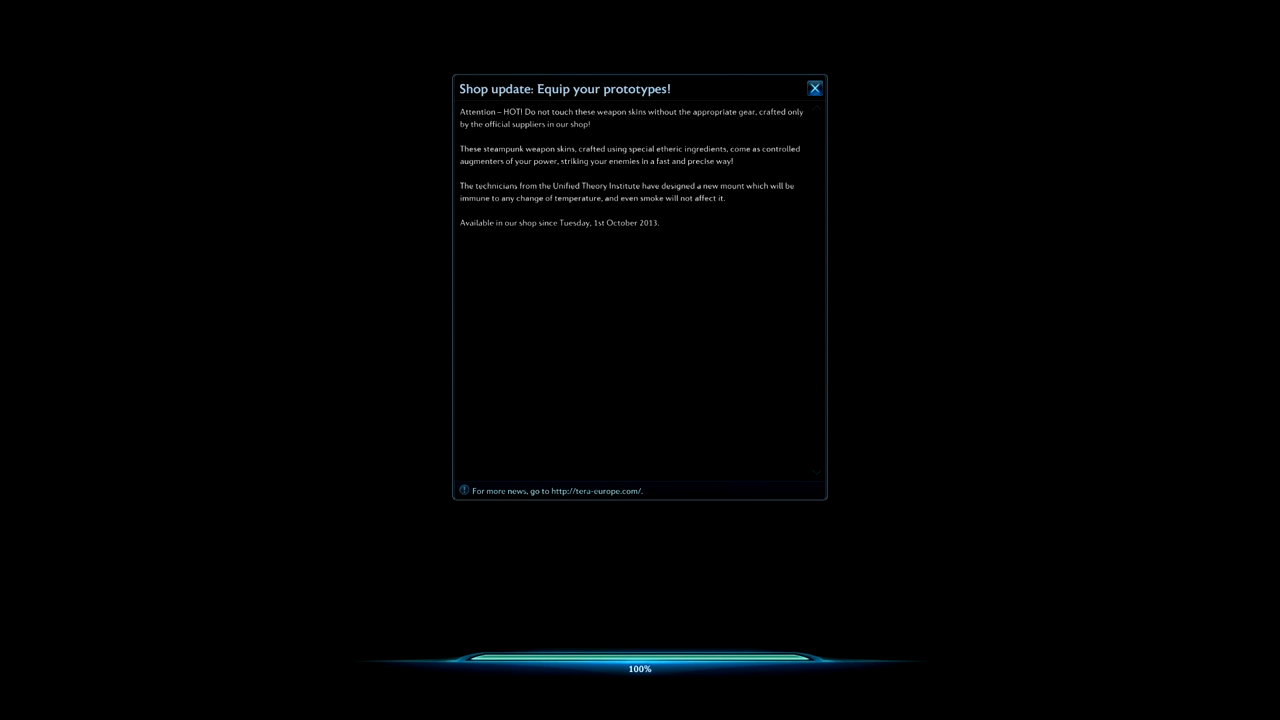 Shop update: Equip your prototypes!
Attention – HOT! Do not touch these weapon skins without the appropriate gear, crafted only
by the official suppliers in our shop!
These steampunk weapon skins, crafted using special etheric ingredients, come as controlled
augmenters of your power, striking your enemies in a fast and precise way!
The technicians from the Unified Theory Institute have designed a new mount which will be
immune to any change of temperature, and even smoke will not affect it.
Available in our shop since Tuesday, 1st October 2013.
For more news, go to http://tera-europe.com/.
100%